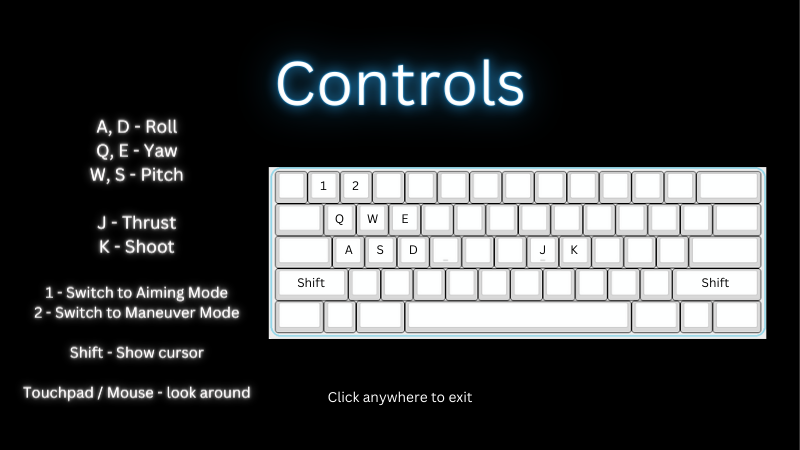 Controls
A, D - Roll
Q, E - Yaw
W, S - Pitch
J - Thrust
K - Shoot
1 - Switch to Aiming Mode
2 - Switch to Maneuver Mode
Shift - Show cursor
Touchpad / Mouse - look around
1 2
Q W E
A S D _ J K
Shift Shift
Click anywhere to exit